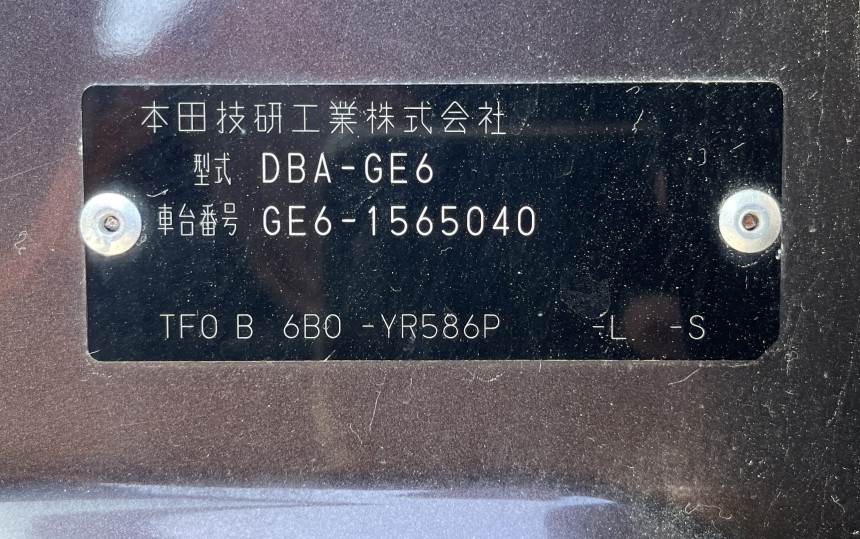 本田技研工業株式会社
型式 DBA-GE6
車台番号 GE6-1565040
TF0 B 6B0 -YR586P -L -S